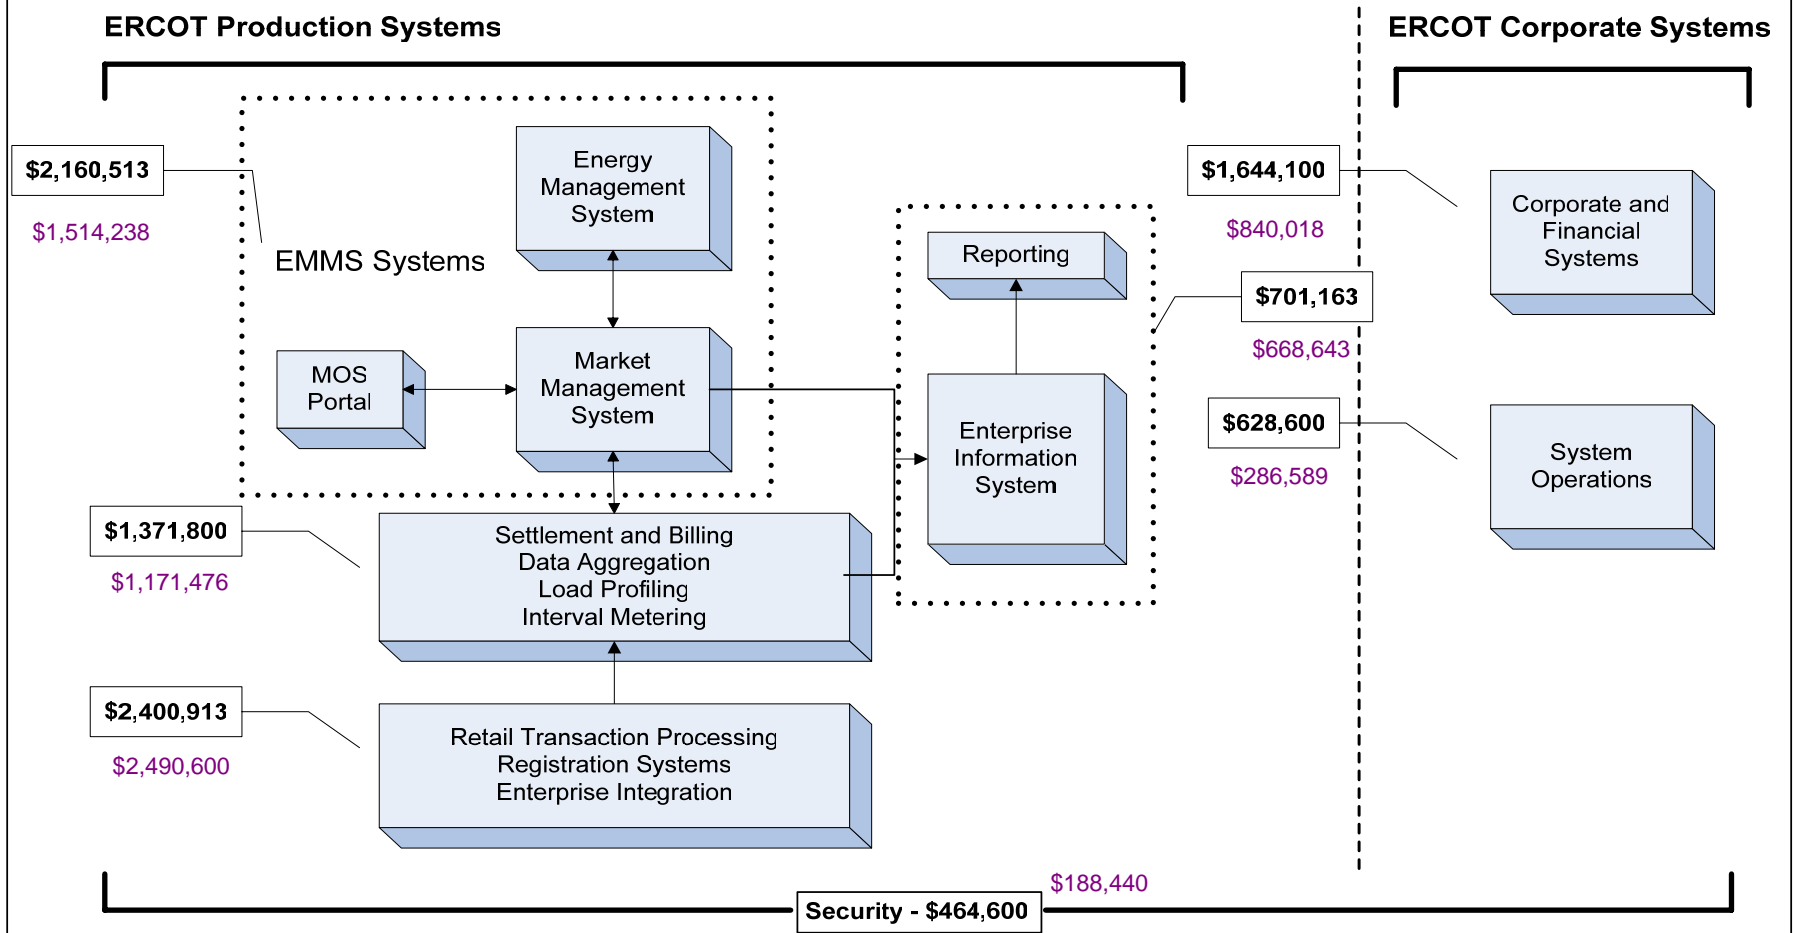 ERCOT Production Systems
ERCOT Corporate Systems
$2,160,513
$1,514,238
EMMS Systems
Energy
Management
System
MOS
Portal
Market
Management
System
Reporting
Enterprise
Information
System
$1,644,100
$840,018
$701,163
$668,643
$628,600
$286,589
Corporate and
Financial
Systems
System
Operations
$1,371,800
$1,171,476
Settlement and Billing
Data Aggregation
Load Profiling
Interval Metering
$2,400,913
$2,490,600
Retail Transaction Processing
Registration Systems
Enterprise Integration
$188,440
Security - $464,600